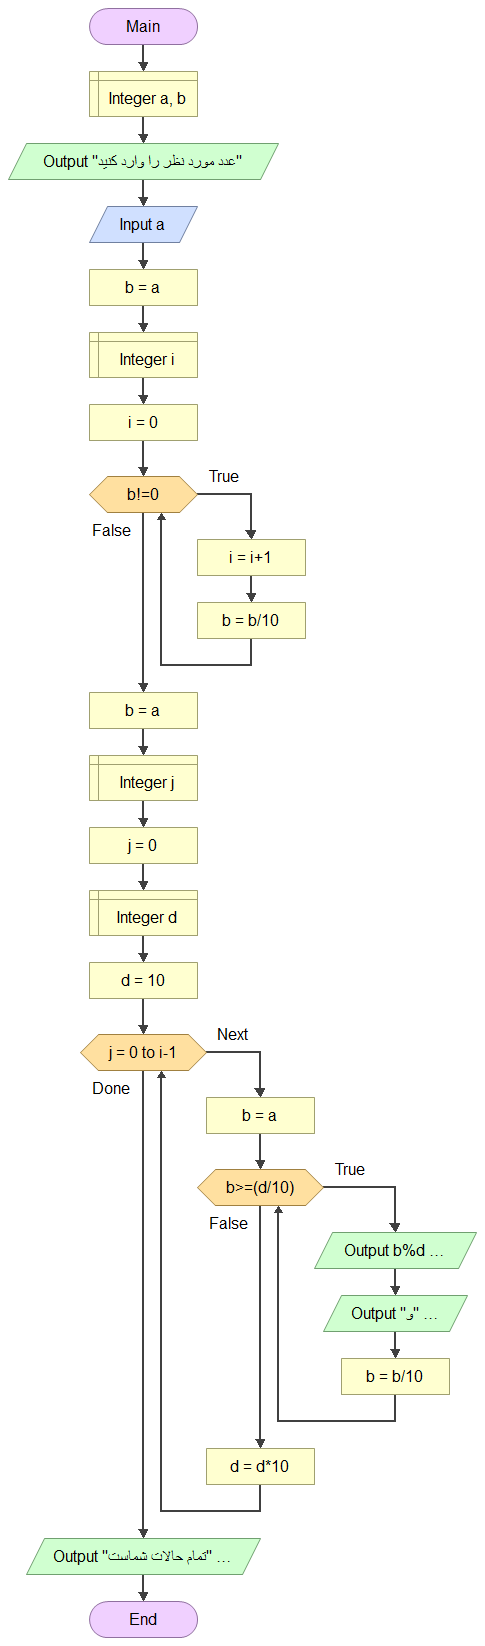 Main
Integer a, b
Output "عدد مورد نظر را وارد کنید"
Input a
b = a
Integer i
i = 0
b!=0
True
False
i = i+1
b = b/10
b = a
Integer j
j = 0
Integer d
d = 10
j = 0 to i-1
Next
Done
b = a
b>=(d/10)
True
False
Output b%d ...
Output "و" ...
b = b/10
d = d*10
Output "تمام حالات شماست" ...
End